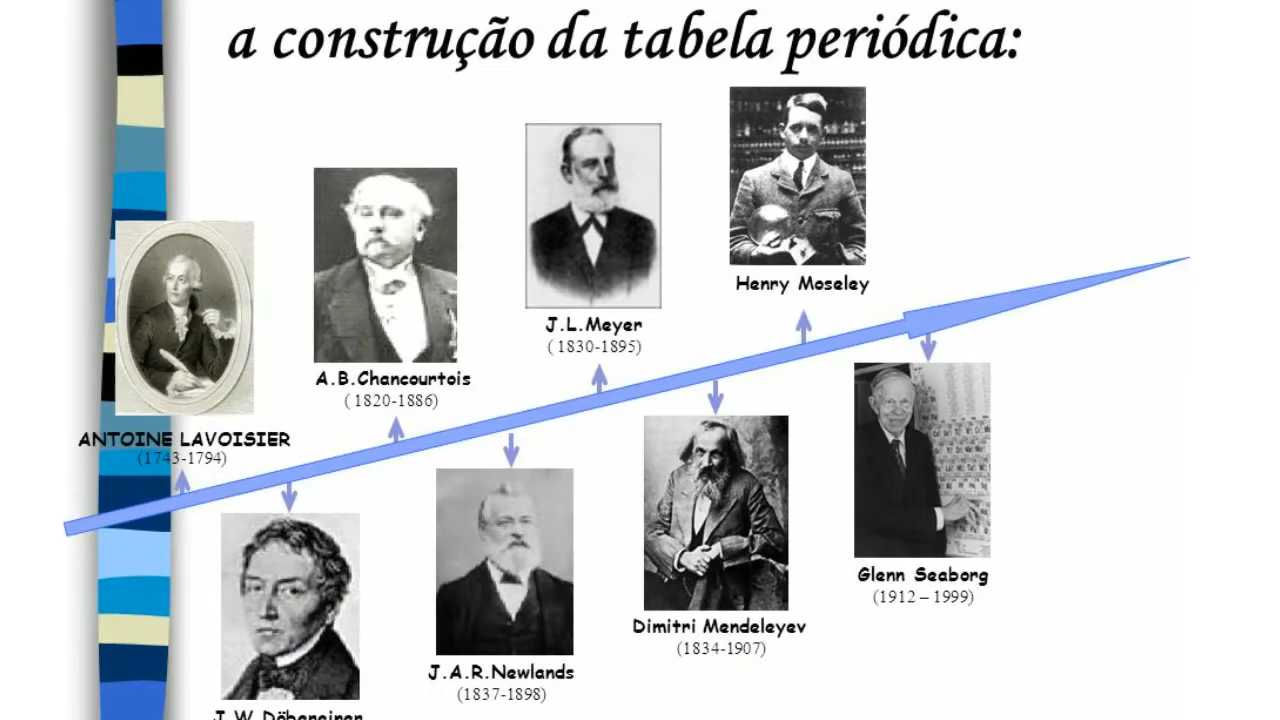 a construção da tabela periódica:
ANTOINE LAVOISIER
(1743-1794)
J.W.Döbereiner
A.B.Chancourtois
( 1820-1886)
J.A.R.Newlands
(1837-1898)
J.L.Meyer
( 1830-1895)
Dimitri Mendeleyev
(1834-1907)
Henry Moseley
Glenn Seaborg
(1912 – 1999)